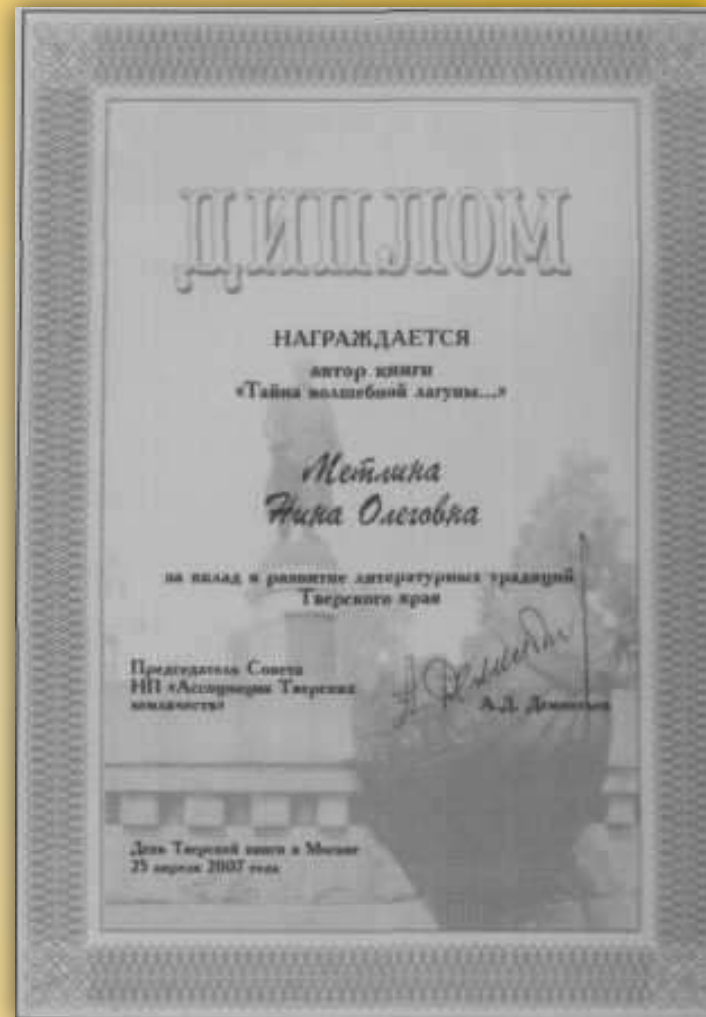 ДИПЛОМ
НАГРАЖДАЕТСЯ
автор книги
«Тайна волшебной лагуны...»
Метлина
Нина Олеговна
за вклад в развитие литературных традиций
Тверского края
Председатель Совета
НП «Ассоциация Тверских
землячеств»
А.Д. Дементьев
День Тверской книги в Москве
25 апреля 2007 года